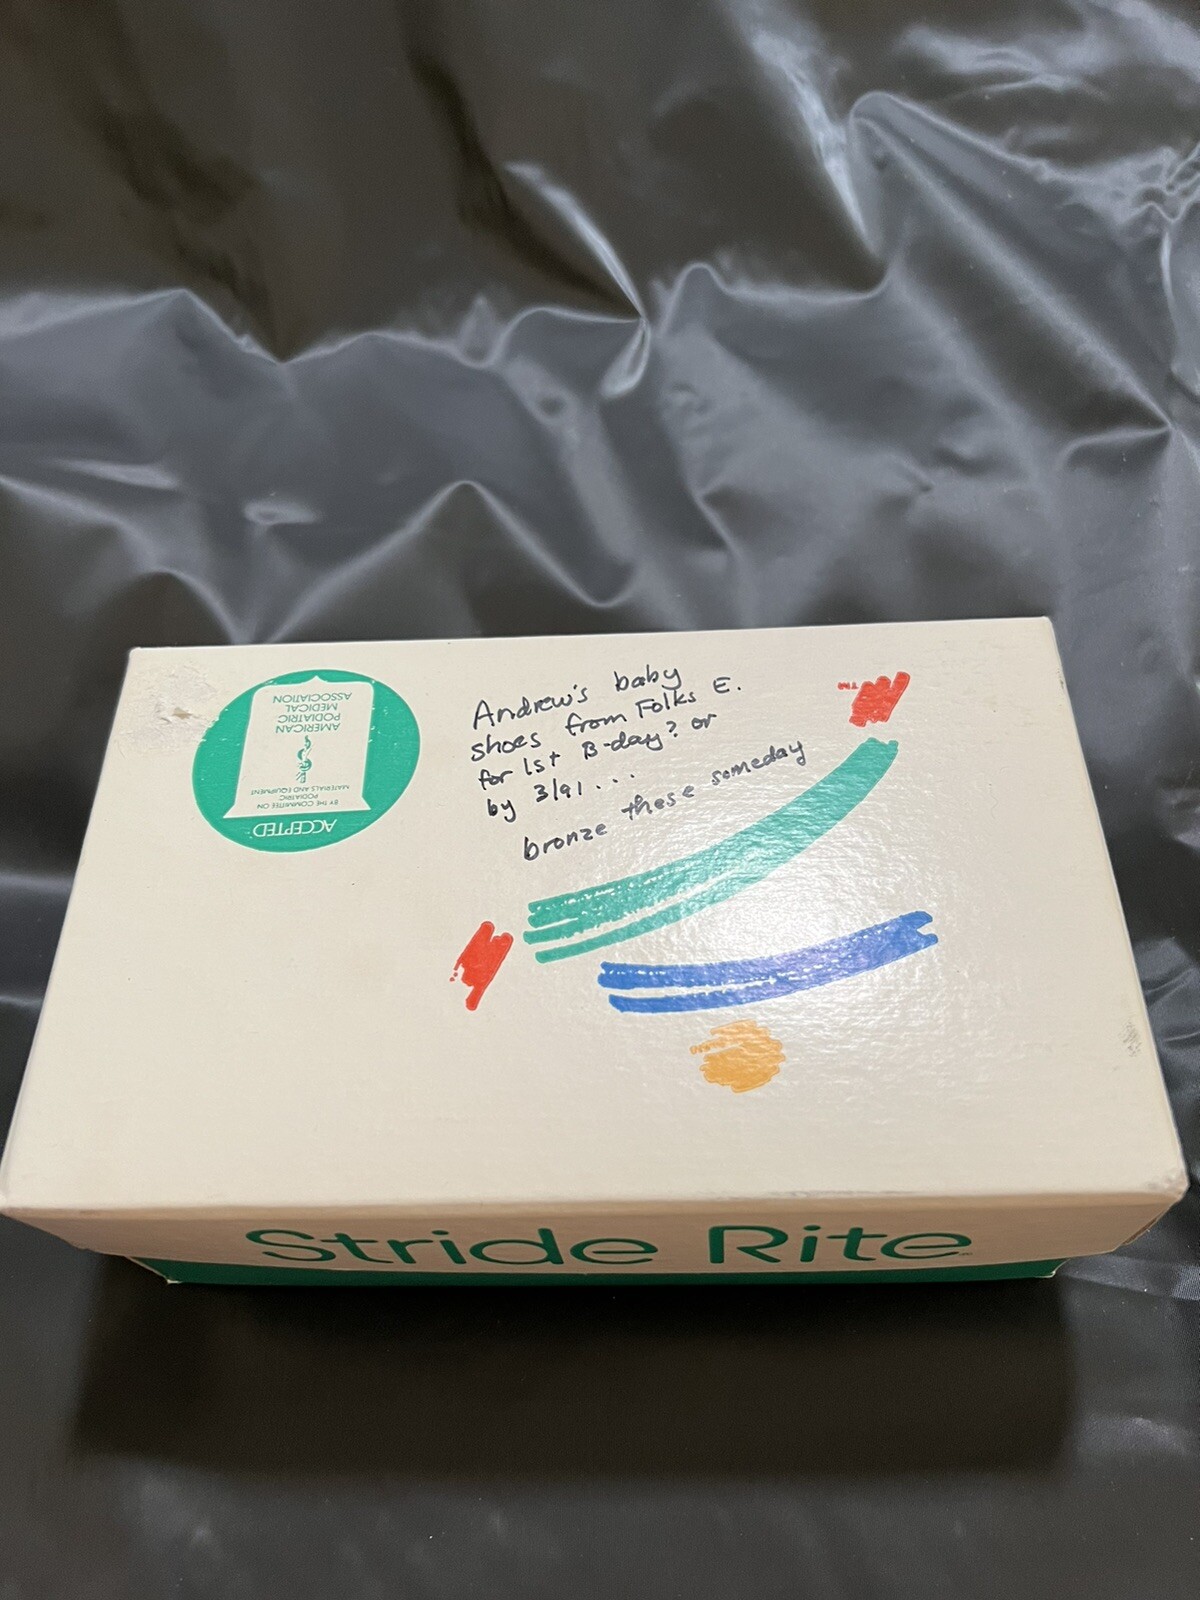 Andrew's baby
shoes from Folks E.
for 1st B-day? or
by 3/91...
bronze these someday
TM
ACCEPTED
BY THE COMMITTEE ON
PODIATRIC
MATERIALS AND EQUIPMENT
AMERICAN
PODIATRIC
MEDICAL
ASSOCIATION
Stride Rite